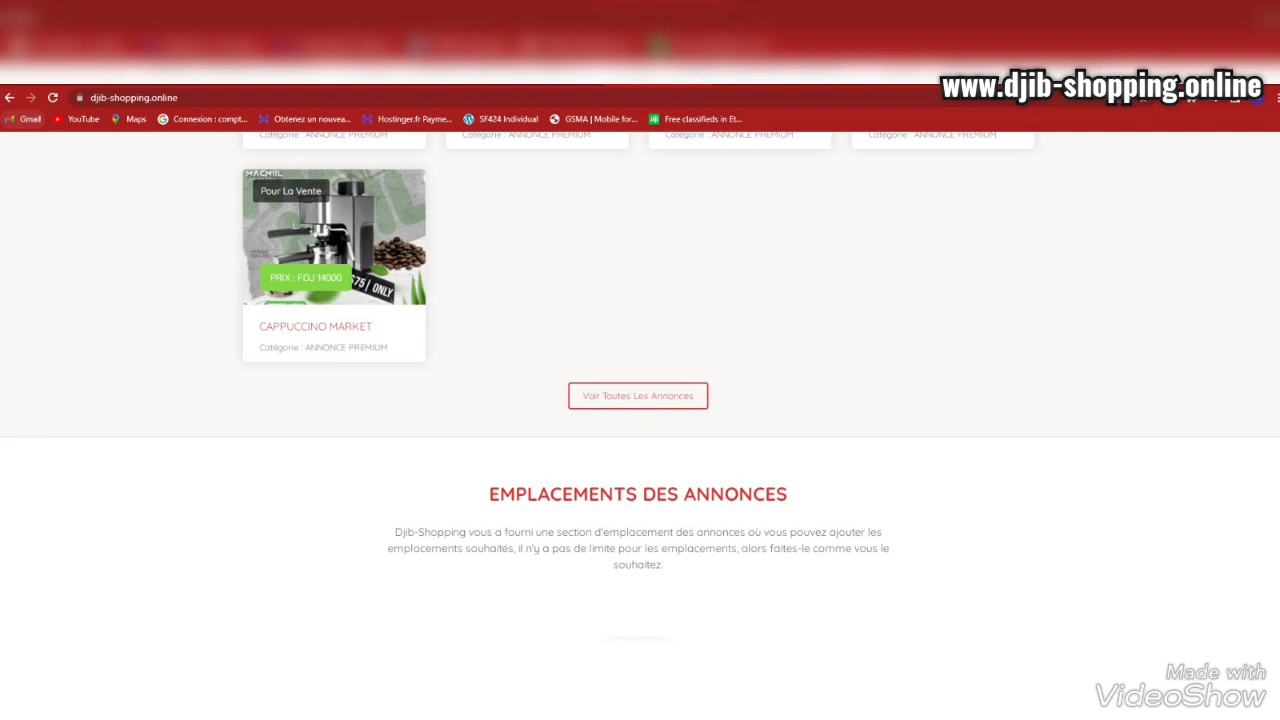 www.djib-shopping.online
djib-shopping.online
Gmail YouTube Maps Connexion : compt... Obtenez un nouvea... Hostinger.fr Payme... SF424 Individual GSMA | Mobile for... Free classifieds in Et...
Catégorie : ANNONCE PREMIUM Catégorie : ANNONCE PREMIUM Catégorie : ANNONCE PREMIUM Catégorie : ANNONCE PREMIUM
MACMIIL
Pour La Vente
PRIX : FDJ 14000
$75 | ONLY
CAPPUCCINO MARKET
Catégorie : ANNONCE PREMIUM
Voir Toutes Les Annonces
EMPLACEMENTS DES ANNONCES
Djib-Shopping vous a fourni une section d'emplacement des annonces où vous pouvez ajouter les
emplacements souhaités, il n'y a pas de limite pour les emplacements, alors faites-le comme vous le
souhaitez.
Made with
VideoShow